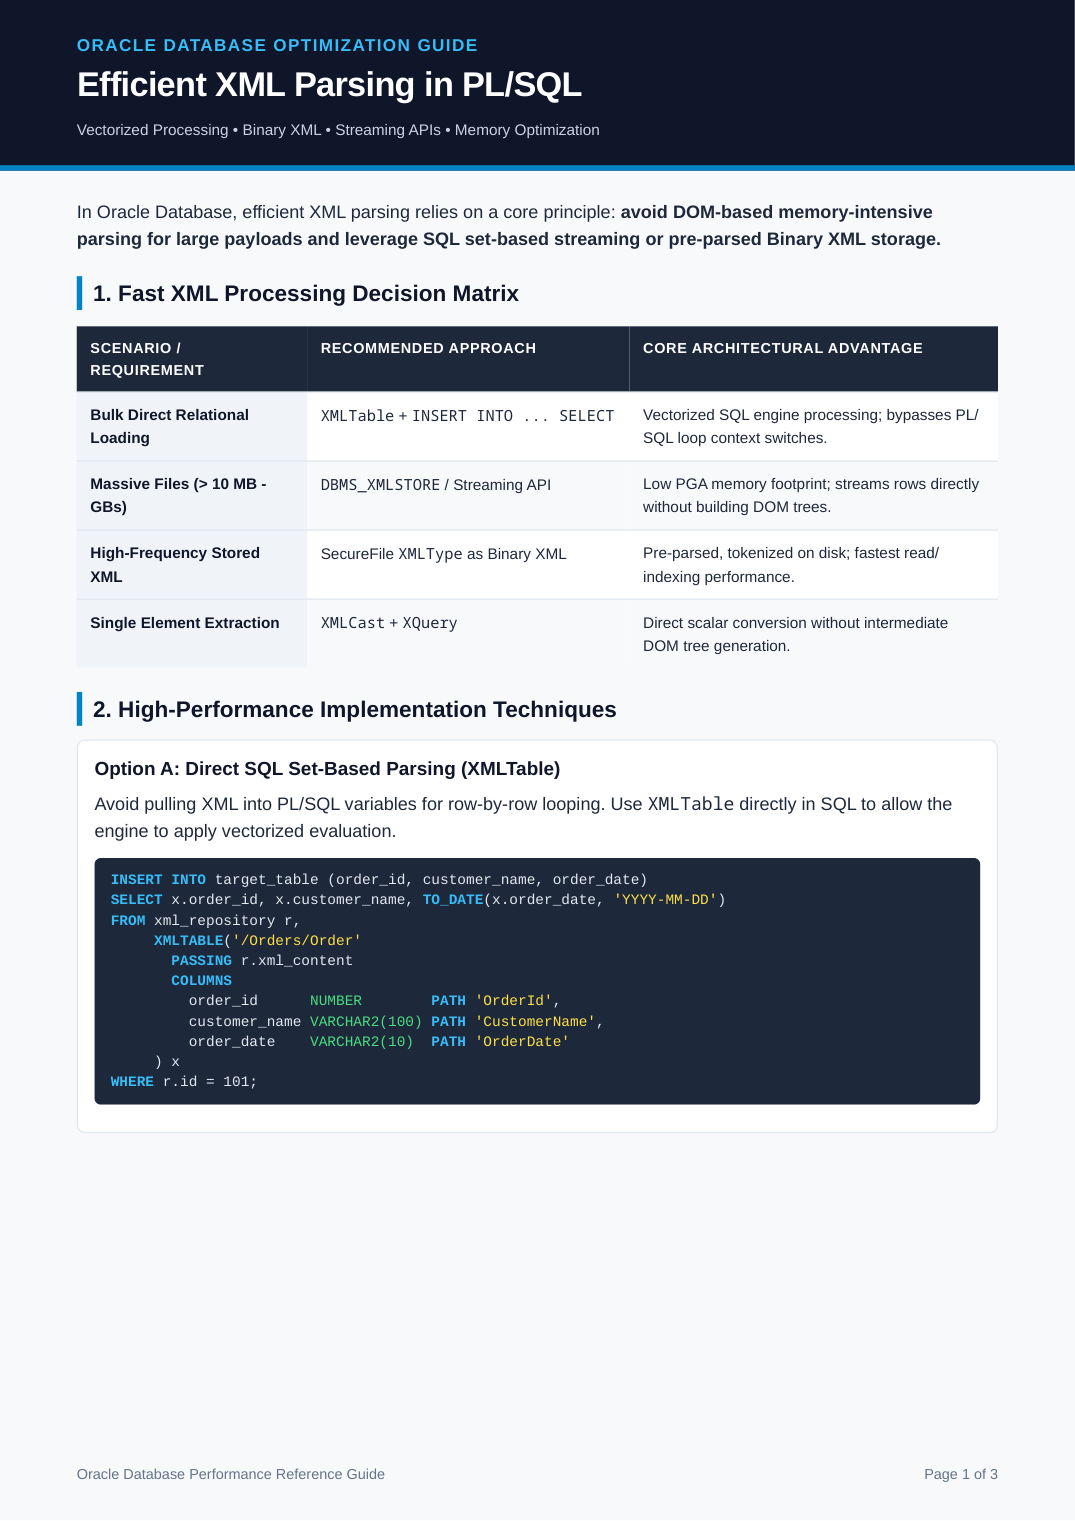 ORACLE DATABASE OPTIMIZATION GUIDE
Efficient XML Parsing in PL/SQL
Vectorized Processing • Binary XML • Streaming APIs • Memory Optimization
In Oracle Database, efficient XML parsing relies on a core principle: avoid DOM-based memory-intensive
parsing for large payloads and leverage SQL set-based streaming or pre-parsed Binary XML storage.
1. Fast XML Processing Decision Matrix
SCENARIO /
REQUIREMENT
RECOMMENDED APPROACH
CORE ARCHITECTURAL ADVANTAGE
Bulk Direct Relational
Loading
XMLTable + INSERT INTO ... SELECT
Vectorized SQL engine processing; bypasses PL/
SQL loop context switches.
Massive Files (> 10 MB -
GBs)
DBMS_XMLSTORE / Streaming API
Low PGA memory footprint; streams rows directly
without building DOM trees.
High-Frequency Stored
XML
SecureFile XMLType as Binary XML
Pre-parsed, tokenized on disk; fastest read/
indexing performance.
Single Element Extraction
XMLCast + XQuery
Direct scalar conversion without intermediate
DOM tree generation.
2. High-Performance Implementation Techniques
Option A: Direct SQL Set-Based Parsing (XMLTable)
Avoid pulling XML into PL/SQL variables for row-by-row looping. Use XMLTable directly in SQL to allow the
engine to apply vectorized evaluation.
INSERT INTO target_table (order_id, customer_name, order_date)
SELECT x.order_id, x.customer_name, TO_DATE(x.order_date, 'YYYY-MM-DD')
FROM xml_repository r,
     XMLTABLE('/Orders/Order'
       PASSING r.xml_content
       COLUMNS
         order_id      NUMBER        PATH 'OrderId',
         customer_name VARCHAR2(100) PATH 'CustomerName',
         order_date    VARCHAR2(10)  PATH 'OrderDate'
     ) x
WHERE r.id = 101;
Oracle Database Performance Reference Guide
Page 1 of 3